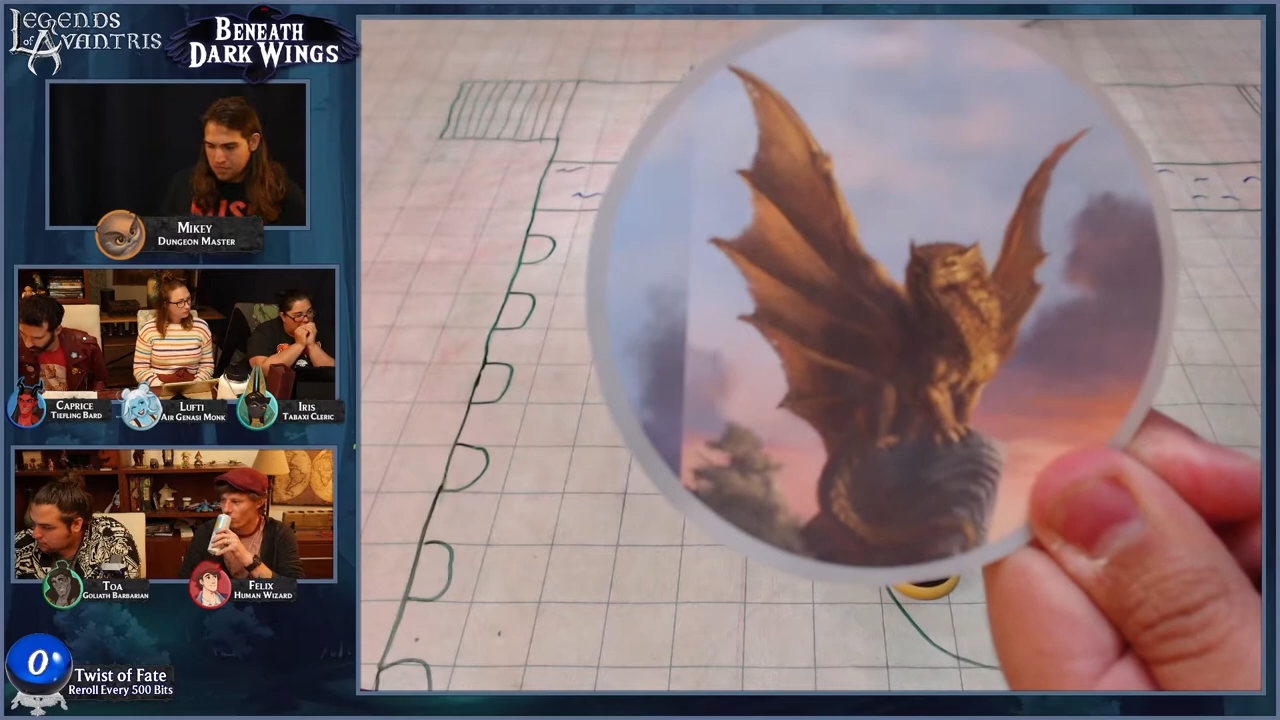 LEGENDS
of AVANTRIS
BENEATH
DARK WINGS
MIKEY
DUNGEON MASTER
CAPRICE
TIEFLING BARD
LUFTI
AIR GENASI MONK
IRIS
TABAXI CLERIC
TOA
GOLIATH BARBARIAN
FELIX
HUMAN WIZARD
0
Twist of Fate
Reroll Every 500 Bits